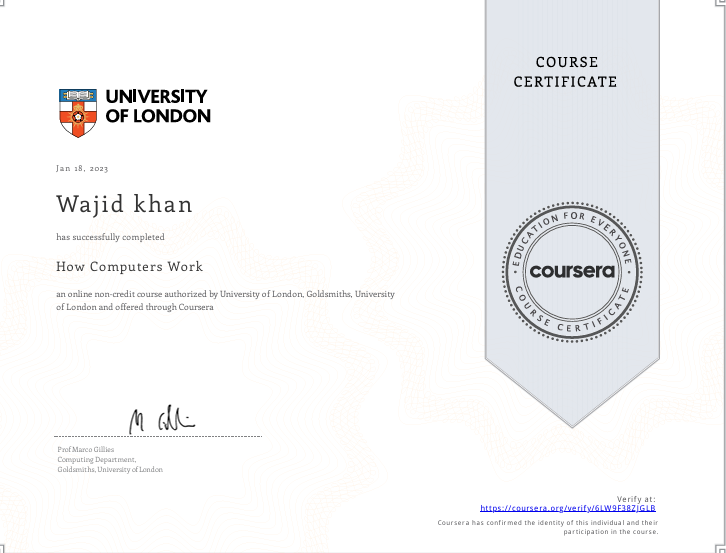 COURSE
CERTIFICATE
UNIVERSITY
OF LONDON
Jan 18, 2023
Wajid khan
has successfully completed
How Computers Work
an online non-credit course authorized by University of London, Goldsmiths, University
of London and offered through Coursera
EDUCATION FOR EVERYONE
coursera
COURSE CERTIFICATE
Prof Marco Gillies
Computing Department,
Goldsmiths, University of London
Verify at:
https://coursera.org/verify/6LW9F38ZJGLB
Coursera has confirmed the identity of this individual and their
participation in the course.